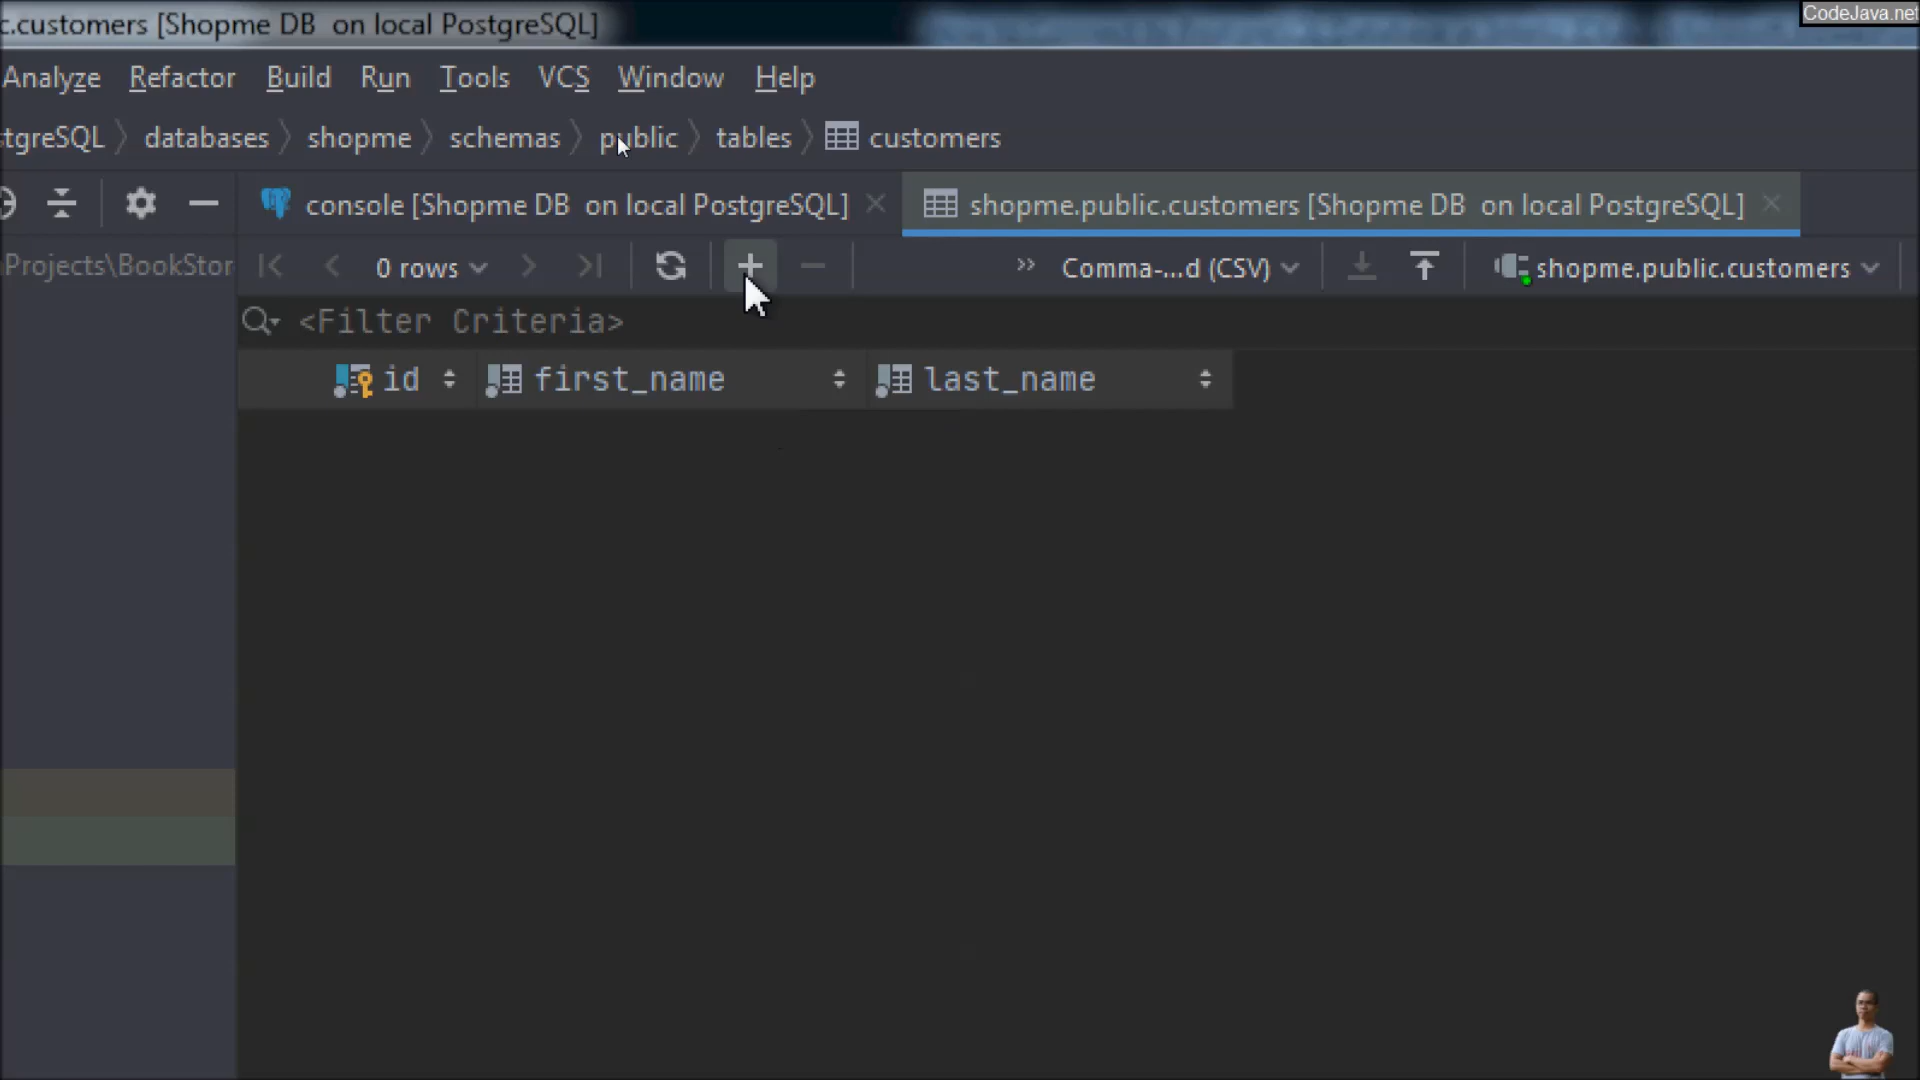 c.customers [Shopme DB on local PostgreSQL]
CodeJava.net
Analyze Refactor Build Run Tools VCS Window Help
tgreSQL databases shopme schemas public tables customers
console [Shopme DB on local PostgreSQL] shopme.public.customers [Shopme DB on local PostgreSQL]
Projects\BookStor 0 rows Comma-...d (CSV) shopme.public.customers
<Filter Criteria>
id first_name last_name